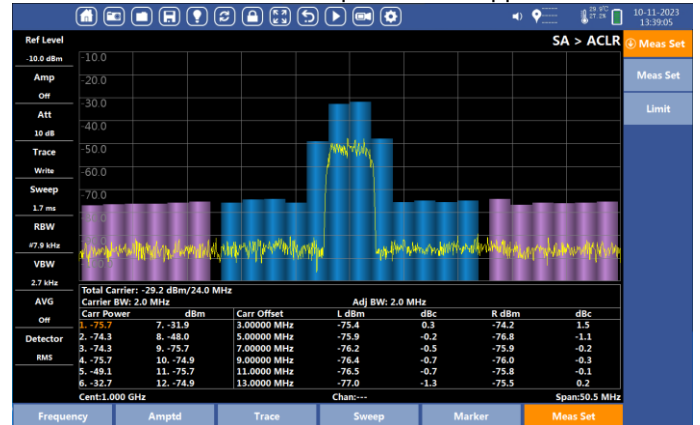 29.9℃
2T 29
10-11-2023
13:39:05
Ref Level
-10.0 dBm
SA > ACLR
Meas Set
Amp
Off
Meas Set
Att
10 dB
Limit
Trace
Write
Sweep
1.7 ms
RBW
#7.9 kHz
VBW
2.7 kHz
AVG
Off
Detector
RMS
-10.0
-20.0
-30.0
-40.0
-50.0
-60.0
-70.0
Total Carrier: -29.2 dBm/24.0 MHz
Carrier BW: 2.0 MHz Adj BW: 2.0 MHz
Carr Power dBm Carr Offset L dBm dBc R dBm dBc
1. -75.7 7. -31.9 3.00000 MHz -75.4 0.3 -74.2 1.5
2. -74.3 8. -48.0 5.00000 MHz -75.9 -0.2 -76.8 -1.1
3. -74.3 9. -75.7 7.00000 MHz -76.2 -0.5 -75.9 -0.2
4. -75.7 10. -74.9 9.00000 MHz -76.4 -0.7 -76.0 -0.3
5. -49.1 11. -75.7 11.0000 MHz -76.5 -0.7 -75.8 -0.1
6. -32.7 12. -74.9 13.0000 MHz -77.0 -1.3 -75.5 0.2
Cent:1.000 GHz Chan:--- Span:50.5 MHz
Frequency Amptd Trace Sweep Marker Meas Set